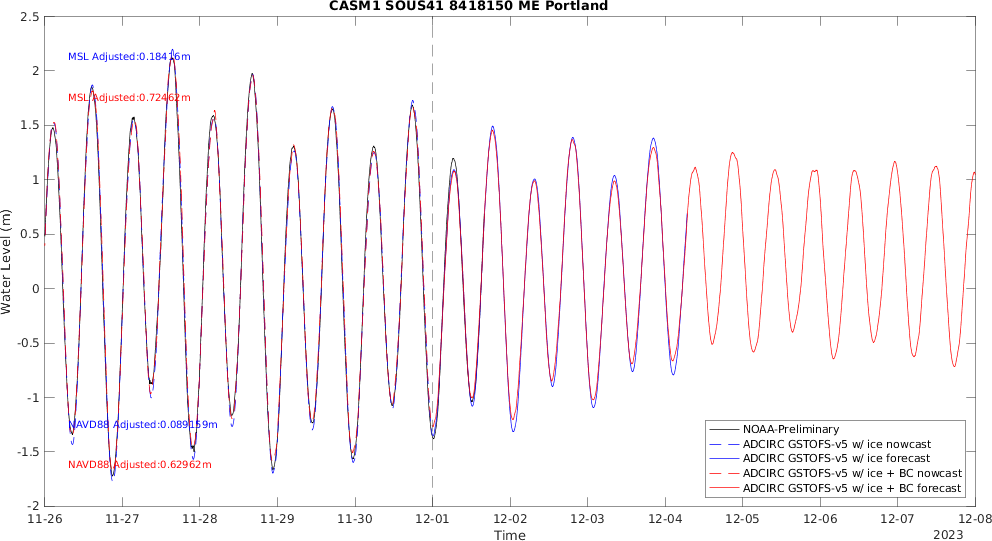 CASM1 SOUS41 8418150 ME Portland
2.5
2
1.5
1
0.5
0
-0.5
-1
-1.5
-2
Water Level (m)
MSL Adjusted:0.18416m
MSL Adjusted:0.72462m
NAVD88 Adjusted:0.089159m
NAVD88 Adjusted:0.62962m
NOAA-Preliminary
ADCIRC GSTOFS-v5 w/ ice nowcast
ADCIRC GSTOFS-v5 w/ ice forecast
ADCIRC GSTOFS-v5 w/ ice + BC nowcast
ADCIRC GSTOFS-v5 w/ ice + BC forecast
11-26 11-27 11-28 11-29 11-30 12-01 12-02 12-03 12-04 12-05 12-06 12-07 12-08
Time
2023